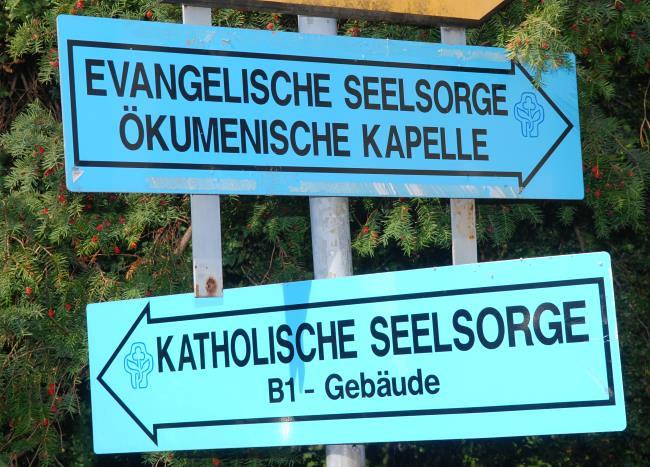 EVANGELISCHE SEELSORGE
ÖKUMENISCHE KAPELLE
KATHOLISCHE SEELSORGE
B1 - Gebäude